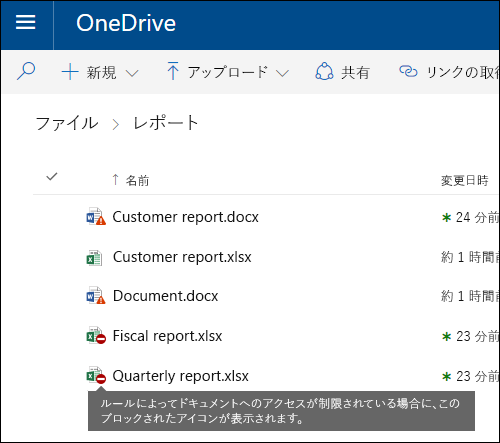 OneDrive
新規 アップロード 共有 リンクの取得
ファイル > レポート
↑ 名前 変更日時
Customer report.docx 24 分前
Customer report.xlsx 約 1 時間前
Document.docx 約 1 時間前
Fiscal report.xlsx 23 分前
Quarterly report.xlsx 23 分前
ルールによってドキュメントへのアクセスが制限されている場合に、この
ブロックされたアイコンが表示されます。